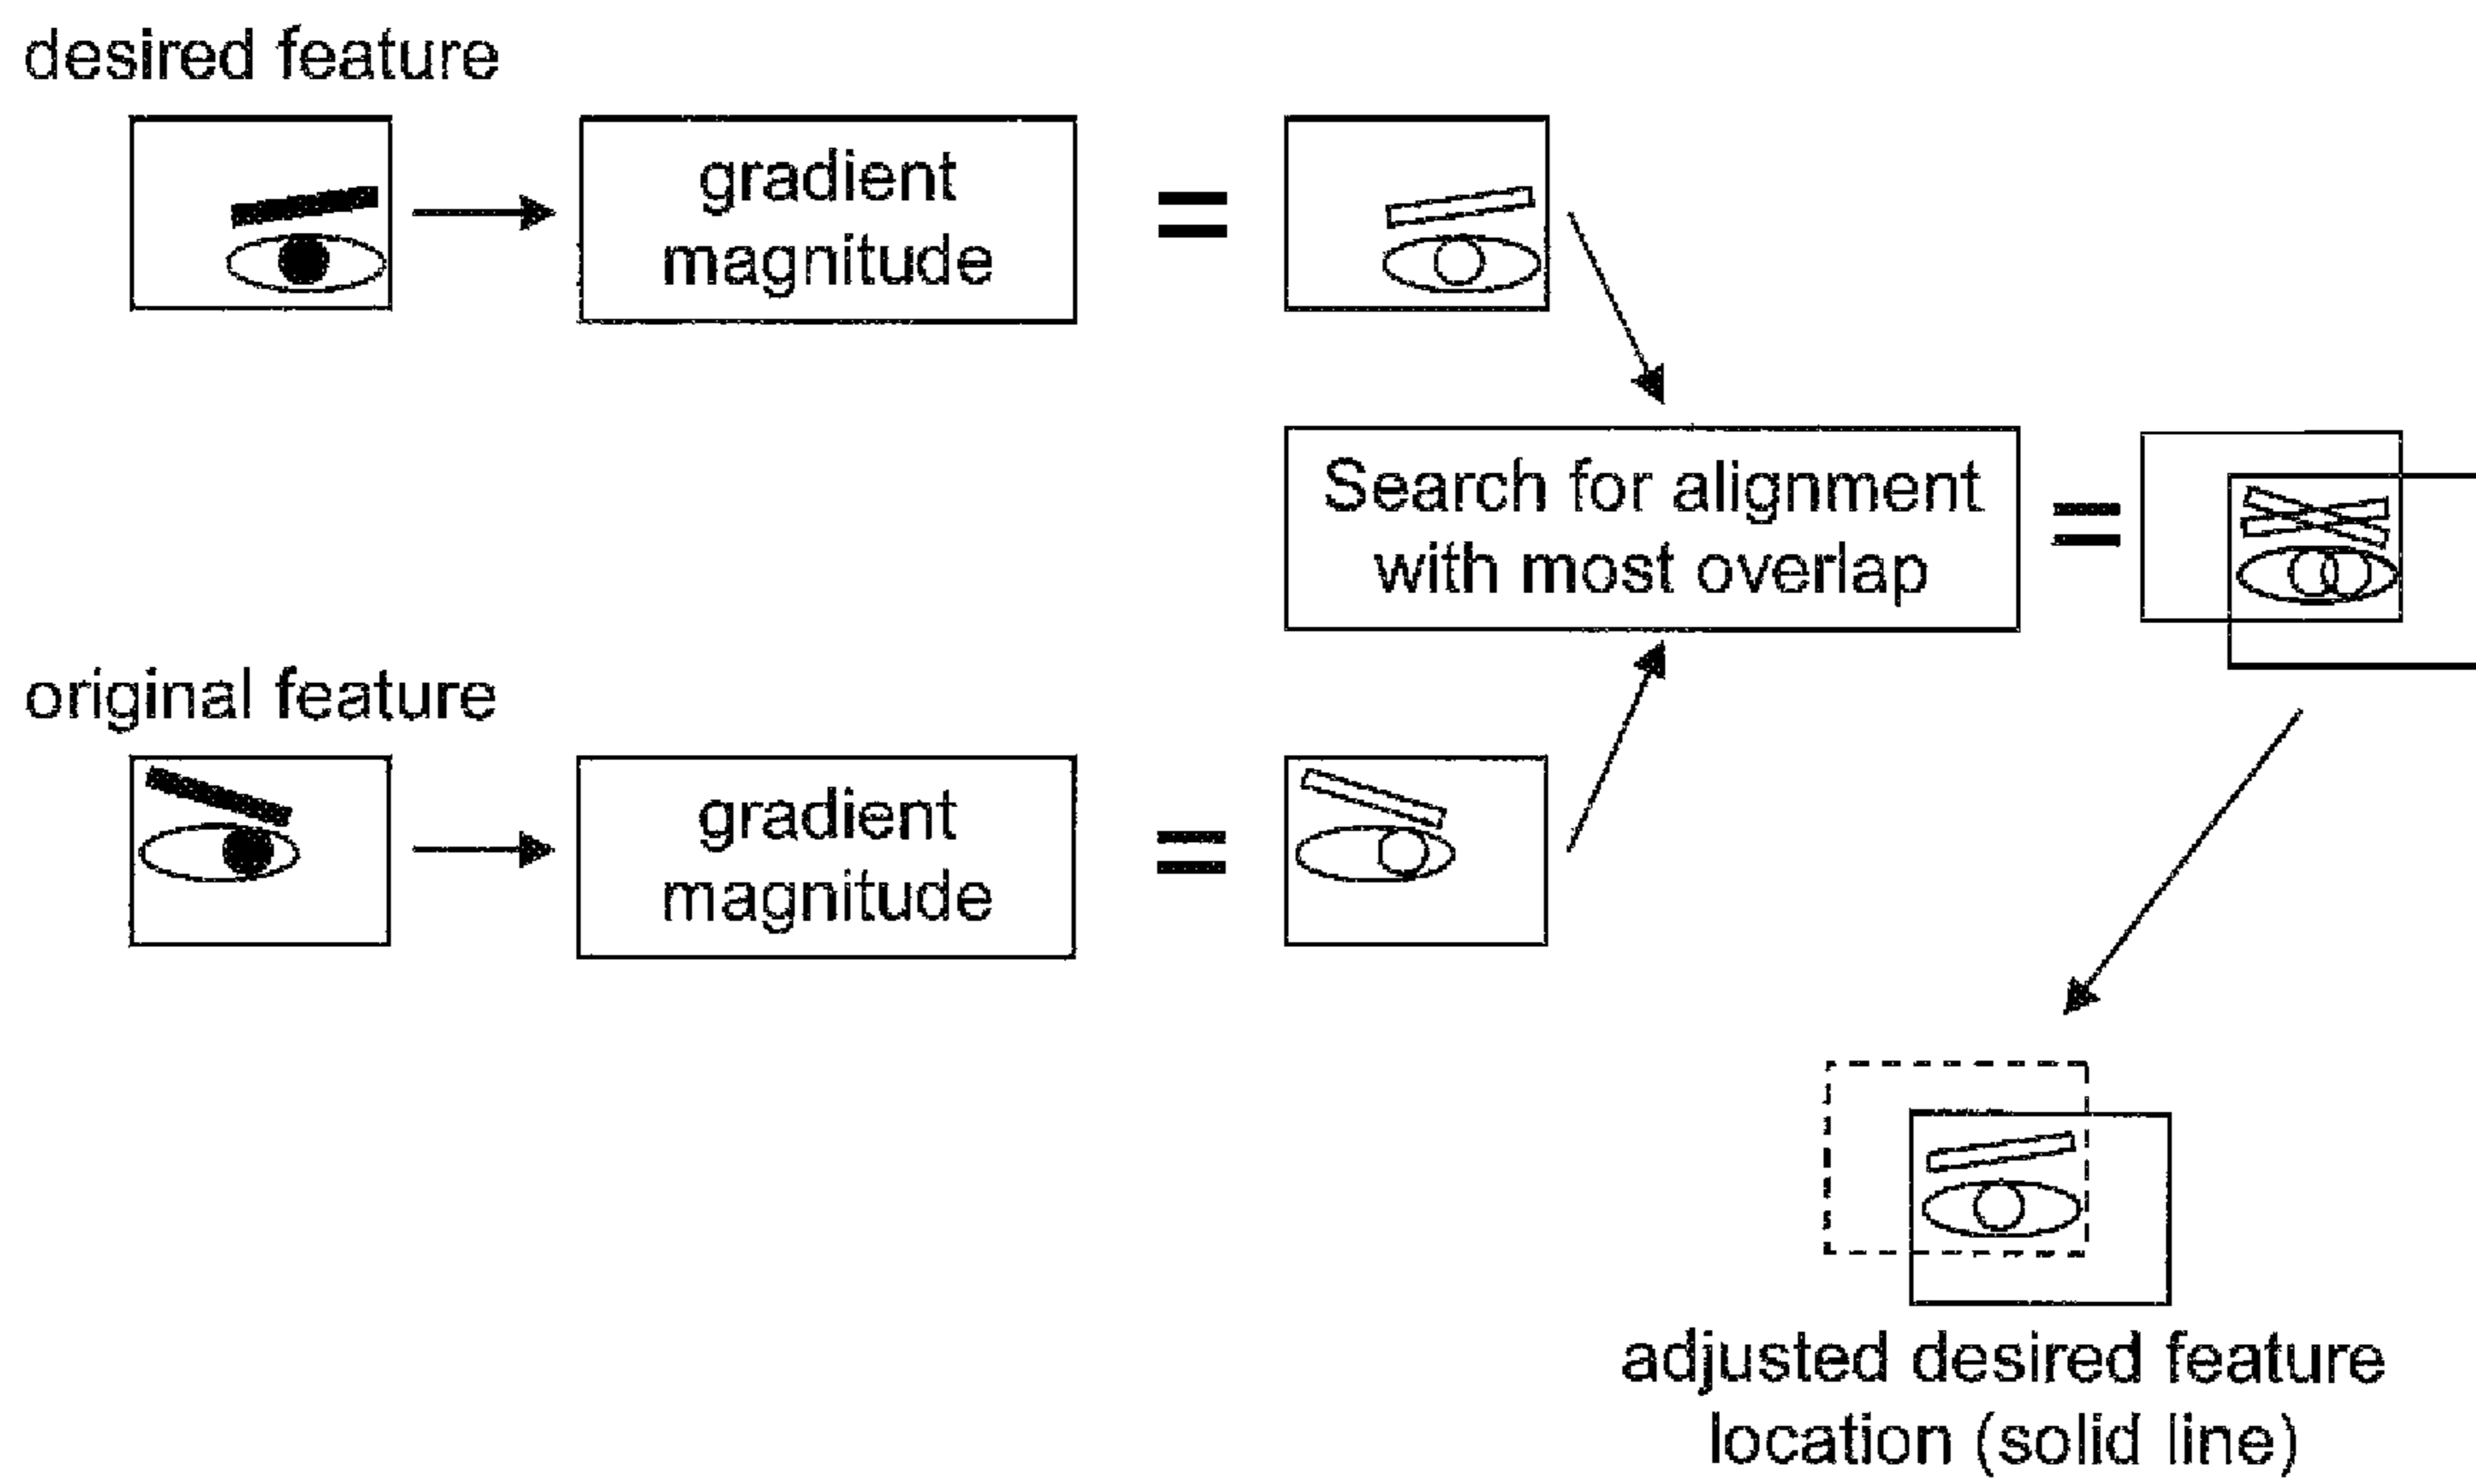 desired feature
gradient
magnitude
Search for alignment
with most overlap
original feature
gradient
magnitude
adjusted desired feature
location (solid line)